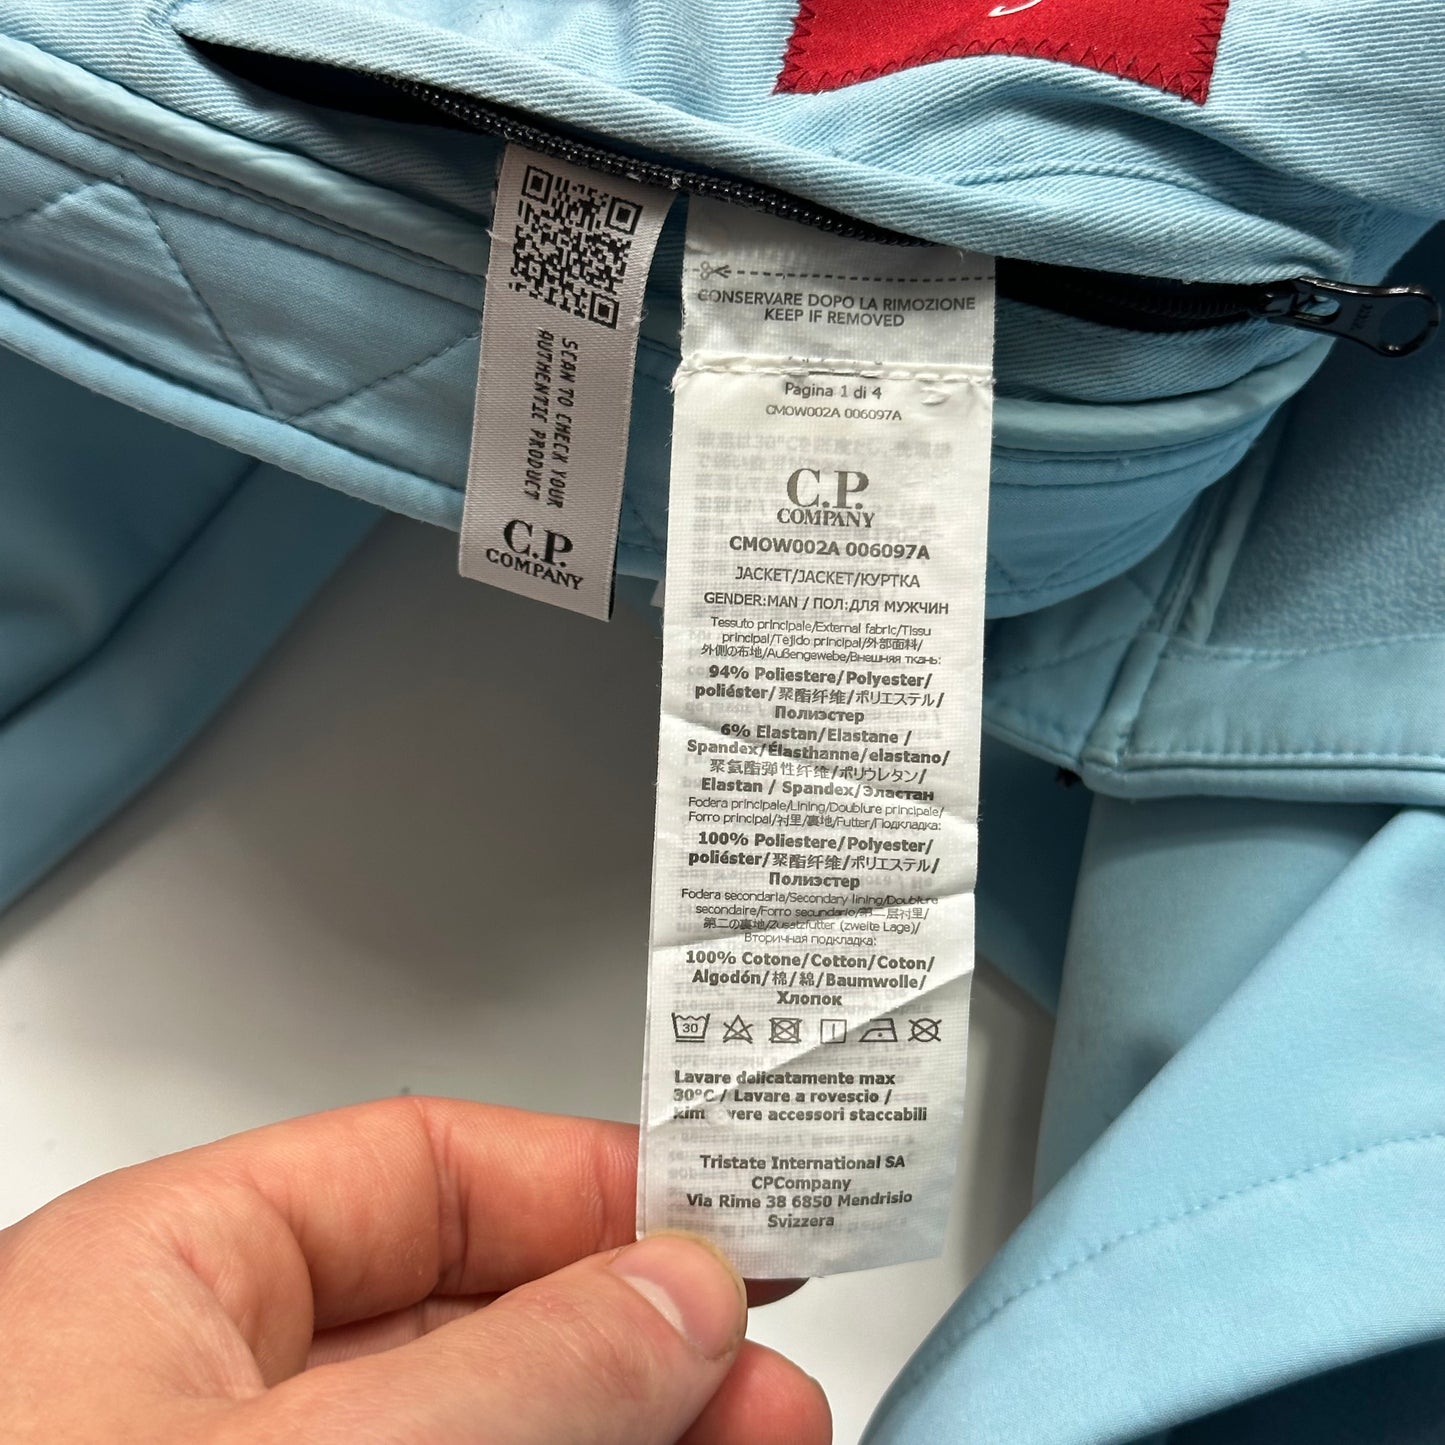 SCAN TO CHECK YOUR
AUTHENTIC PRODUCT
C.P.
COMPANY
CONSERVARE DOPO LA RIMOZIONE
KEEP IF REMOVED
Pagina 1 di 4
CMOW002A 006097A
C.P.
COMPANY
CMOW002A 006097A
JACKET/JACKET/КУРТКА
GENDER:MAN / ПОЛ:ДЛЯ МУЖЧИН
Tessuto principale/External fabric/Tissu
principal/Tejido principal/外部面料/
外側の布地/Außengewebe/Внешняя ткань:
94% Poliestere/Polyester/
poliéster/聚酯纤维/ポリエステル/
Полиэстер
6% Elastan/Elastane /
Spandex/Élasthanne/elastano/
聚氨酯弹性纤维/ポリウレタン/
Elastan / Spandex/Эластан
Fodera principale/Lining/Doublure principale/
Forro principal/衬里/裏地/Futter/Подкладка:
100% Poliestere/Polyester/
poliéster/聚酯纤维/ポリエステル/
Полиэстер
Fodera secondaria/Secondary lining/Doublure
secondaire/Forro secundario/第二层衬里/
第二の裏地/Zusatzfutter (zweite Lage)/
Вторичная подкладка:
100% Cotone/Cotton/Coton/
Algodón/棉/綿/Baumwolle/
Хлопок
30
Lavare delicatamente max
30°C / Lavare a rovescio /
accessori staccabili
Tristate International SA
CPCompany
Via Rime 38 6850 Mendrisio
Svizzera